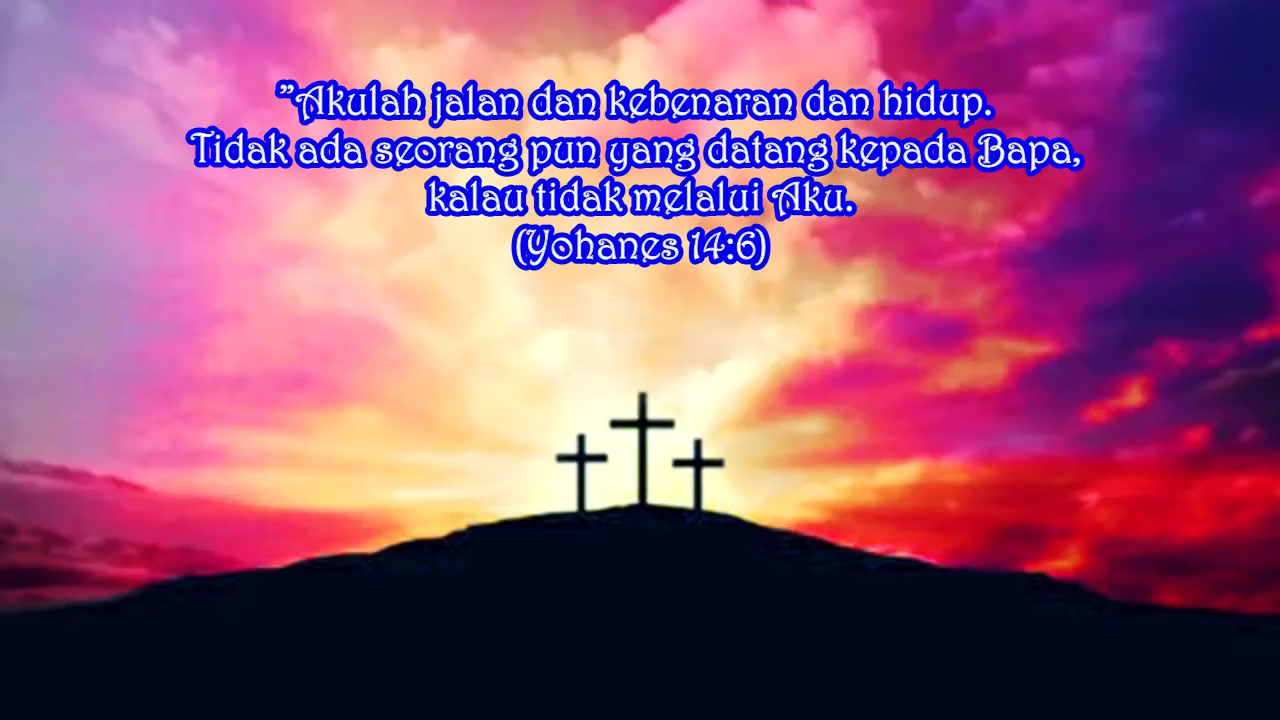 "Akulah jalan dan kebenaran dan hidup.
Tidak ada seorang pun yang datang kepada Bapa,
kalau tidak melalui Aku.
(Yohanes 14:6)